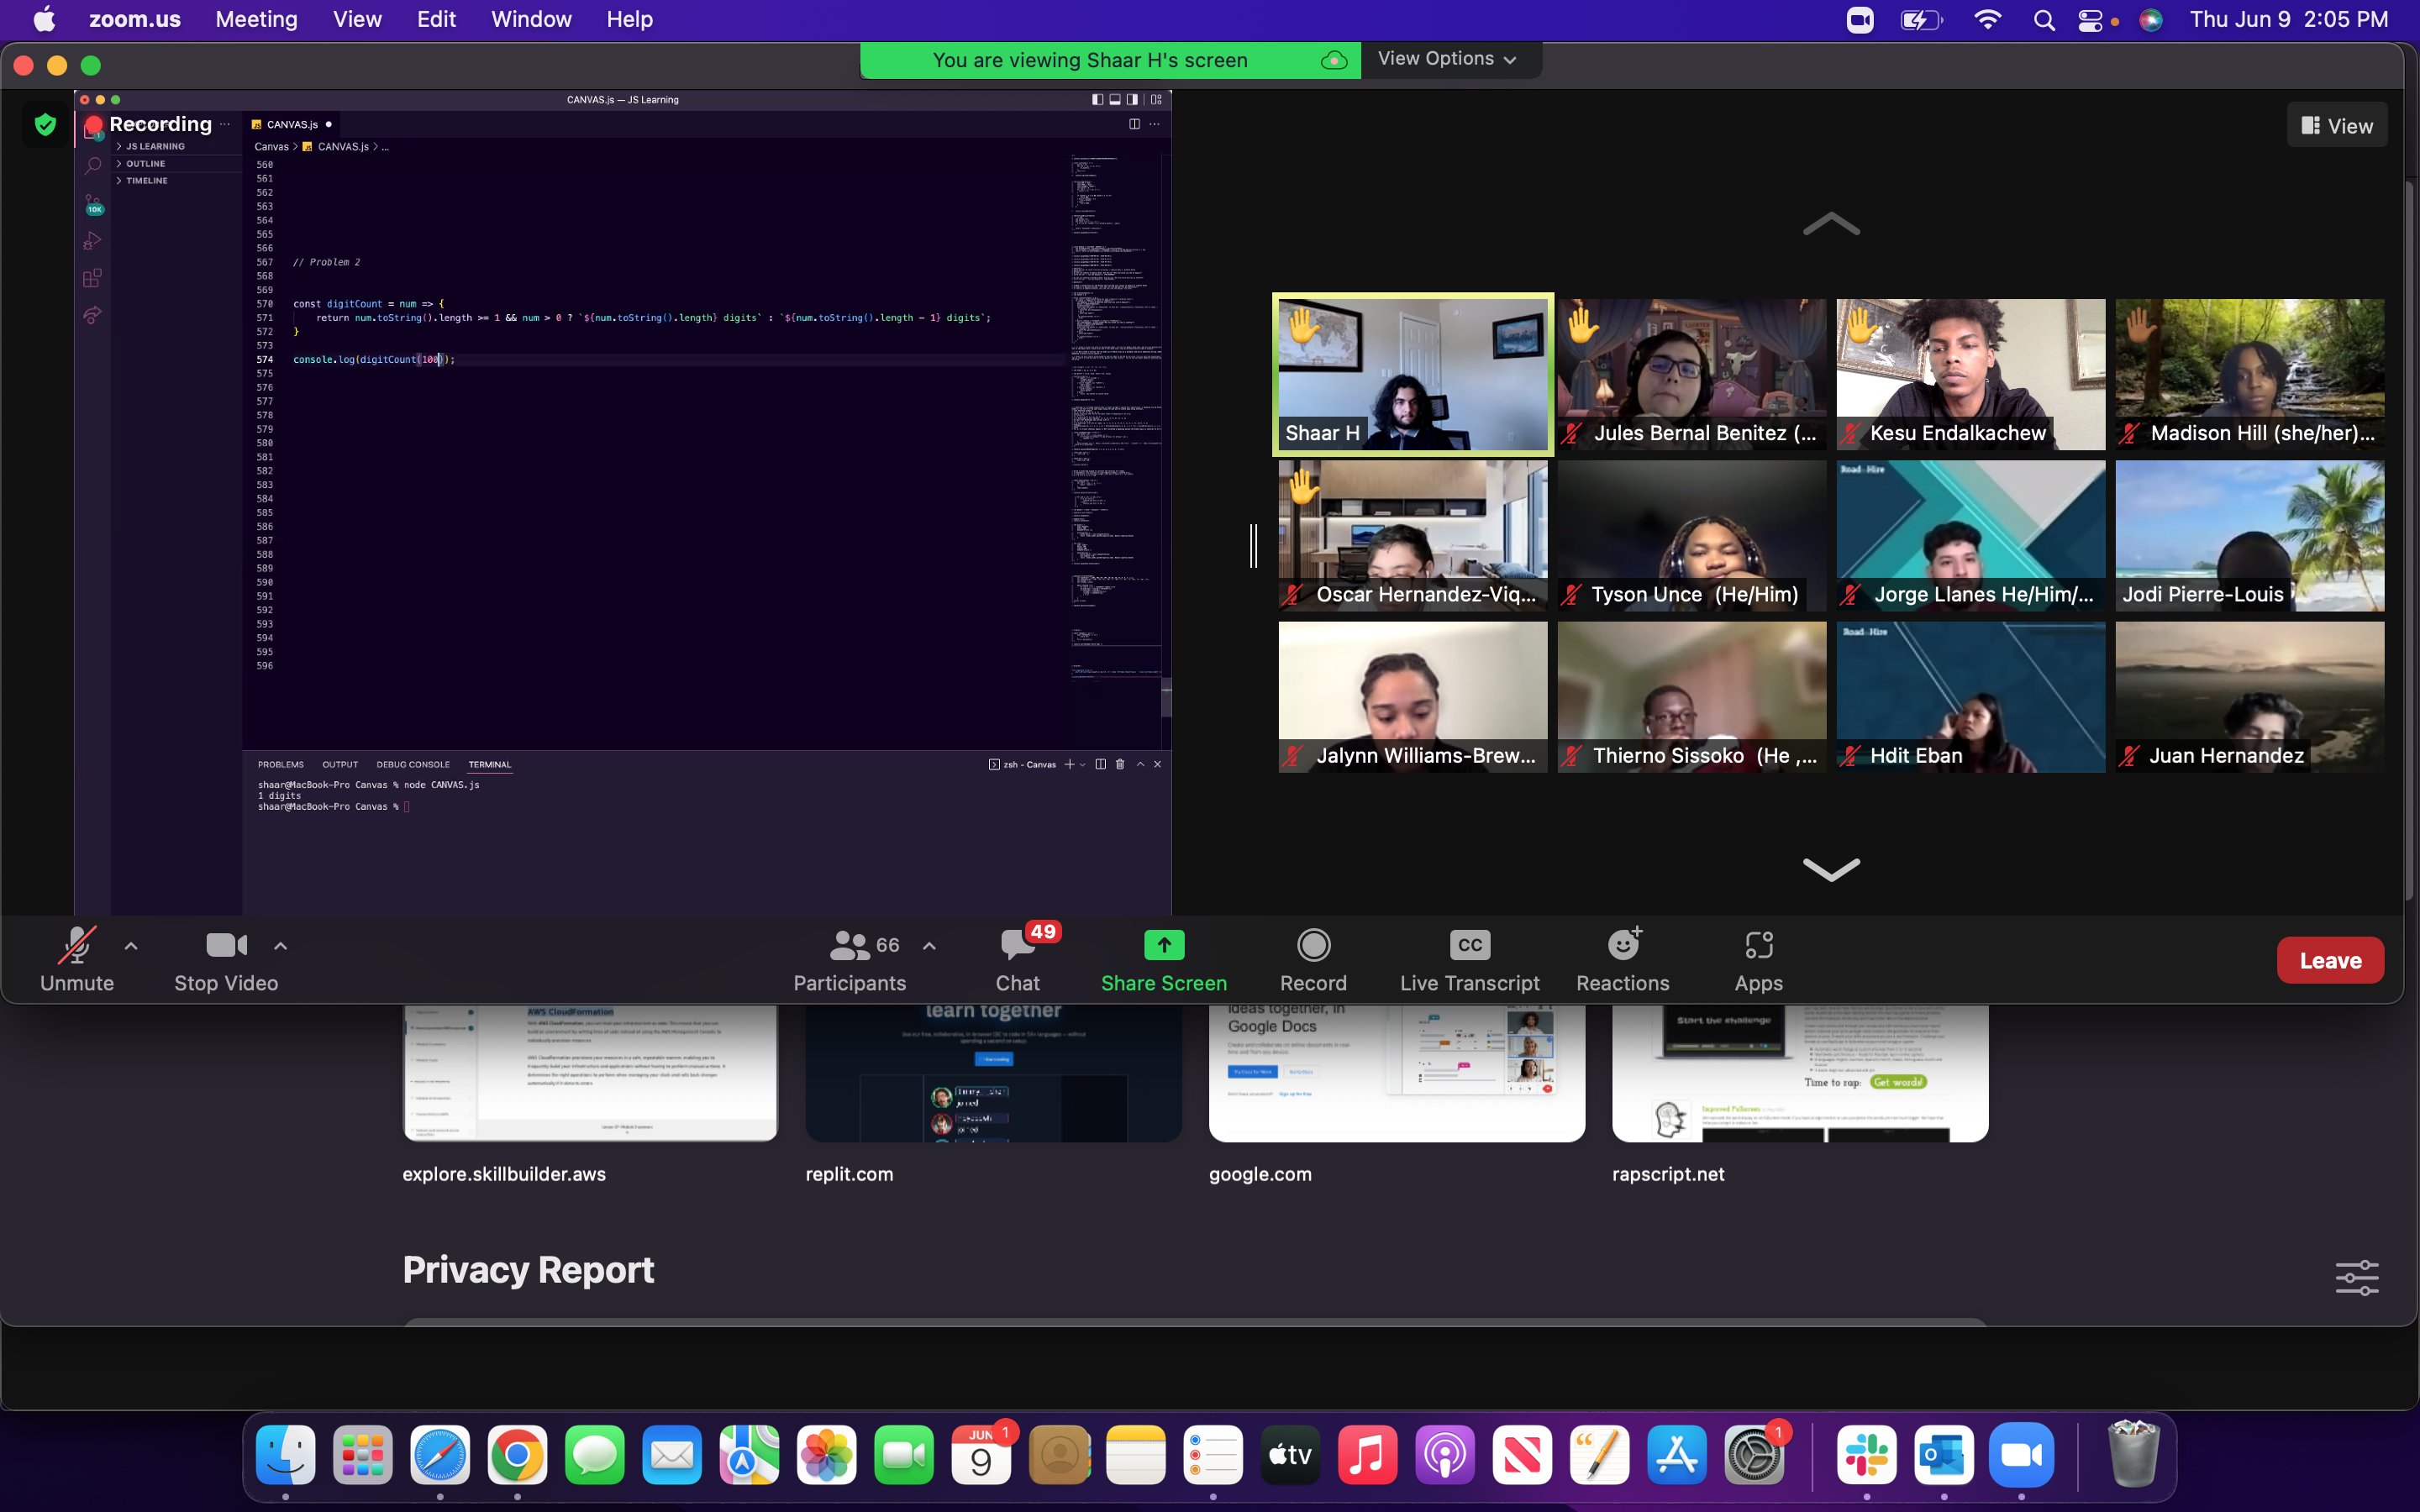 zoom.us Meeting View Edit Window Help
Thu Jun 9 2:05 PM
You are viewing Shaar H's screen
View Options
CANVAS.js — JS Learning
Recording
CANVAS.js
View
JS LEARNING
OUTLINE
TIMELINE
10K
Canvas > CANVAS.js > ...
560
561
562
563
564
565
566
567 // Problem 2
568
569
570 const digitCount = num => {
571 return num.toString().length >= 1 && num > 0 ? `${num.toString().length} digits` : `${num.toString().length - 1} digits`;
572 }
573
574 console.log(digitCount(100));
575
576
577
578
579
580
581
582
583
584
585
586
587
588
589
590
591
592
593
594
595
596
PROBLEMS OUTPUT DEBUG CONSOLE TERMINAL
zsh - Canvas
shaar@MacBook-Pro Canvas % node CANVAS.js
1 digits
shaar@MacBook-Pro Canvas %
Shaar H
Jules Bernal Benitez (...
Kesu Endalkachew
Madison Hill (she/her)...
Oscar Hernandez-Viq...
Tyson Unce (He/Him)
Road Hire
Jorge Llanes He/Him/...
Jodi Pierre-Louis
Jalynn Williams-Brew...
Thierno Sissoko (He ,...
Road Hire
Hdit Eban
Juan Hernandez
Unmute
Stop Video
66
Participants
49
Chat
Share Screen
Record
CC
Live Transcript
Reactions
Apps
Leave
AWS CloudFormation
learn together
ideas together, in
Google Docs
Start the challenge
Time to rap: Get words!
Improved Fullscreen
explore.skillbuilder.aws
replit.com
google.com
rapscript.net
Privacy Report
JUN
9
1
tv
1